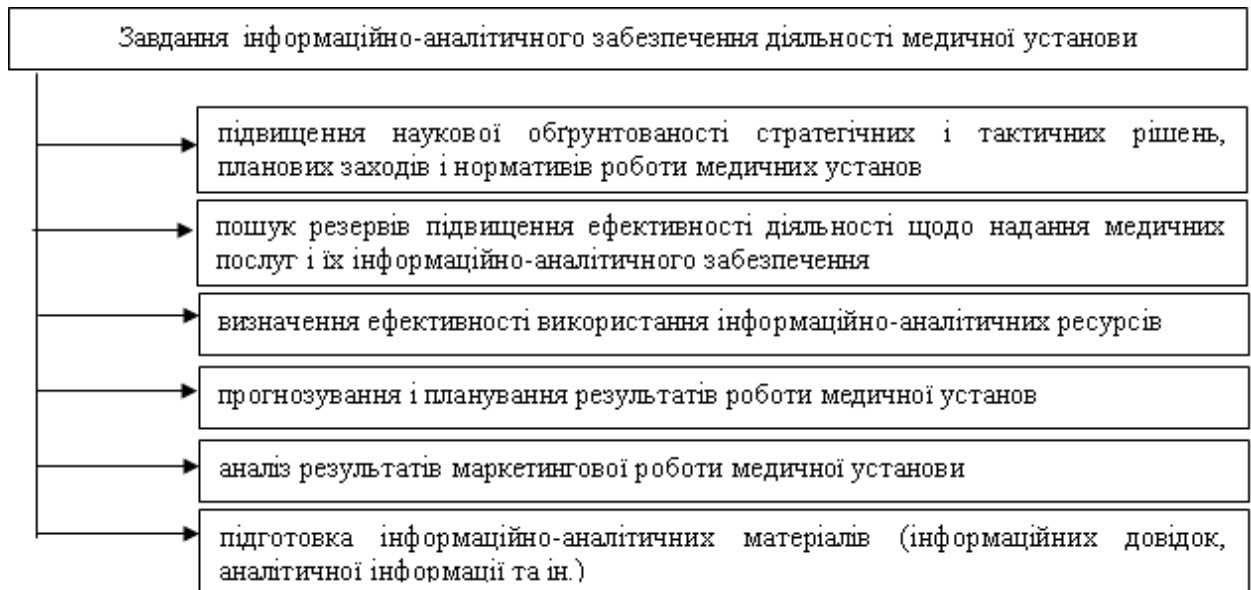 Завдання інформаційно-аналітичного забезпечення діяльності медичної установи
підвищення наукової обґрунтованості стратегічних і тактичних рішень,
планових заходів і нормативів роботи медичних установ
пошук резервів підвищення ефективності діяльності щодо надання медичних
послуг і їх інформаційно-аналітичного забезпечення
визначення ефективності використання інформаційно-аналітичних ресурсів
прогнозування і планування результатів роботи медичної установ
аналіз результатів маркетингової роботи медичної установи
підготовка інформаційно-аналітичних матеріалів (інформаційних довідок,
аналітичної інформації та ін.)